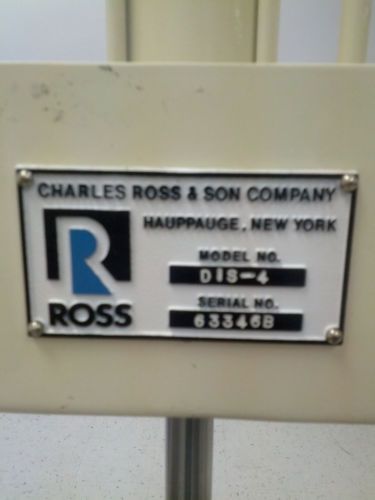 CHARLES ROSS & SON COMPANY
HAUPPAUGE, NEW YORK
R
ROSS
MODEL NO.
DIS-4
SERIAL NO.
63346B